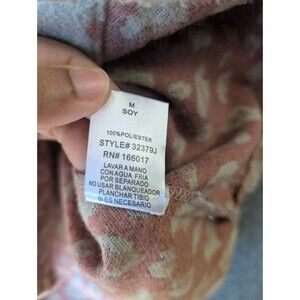 M
SOY
100%POLIESTER
STYLE# 32379J
RN# 166017
LAVAR A MANO
CON AGUA FRIA
POR SEPARADO
NO USAR BLANQUEADOR
PLANCHAR TIBIO
SI ES NECESARIO